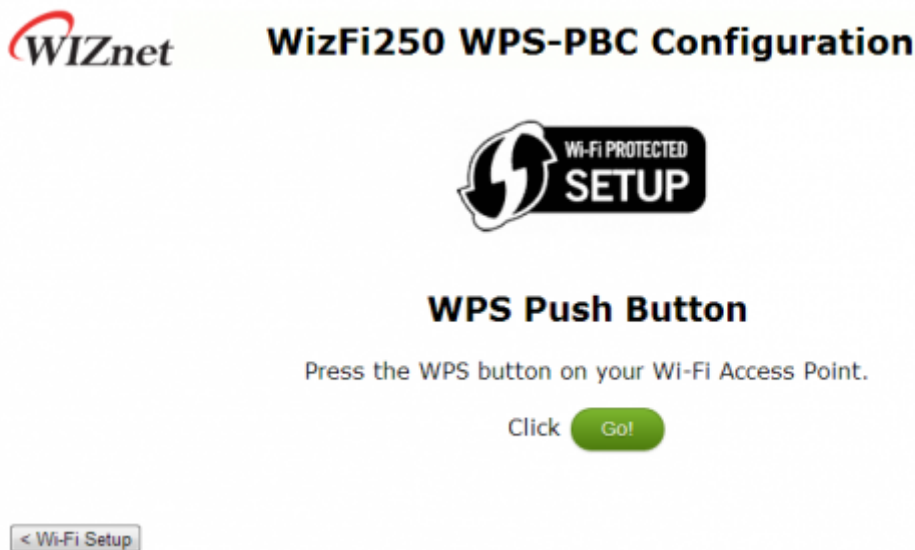 WIZnet
WizFi250 WPS-PBC Configuration
Wi-Fi PROTECTED
SETUP
WPS Push Button
Press the WPS button on your Wi-Fi Access Point.
Click Go!
< Wi-Fi Setup